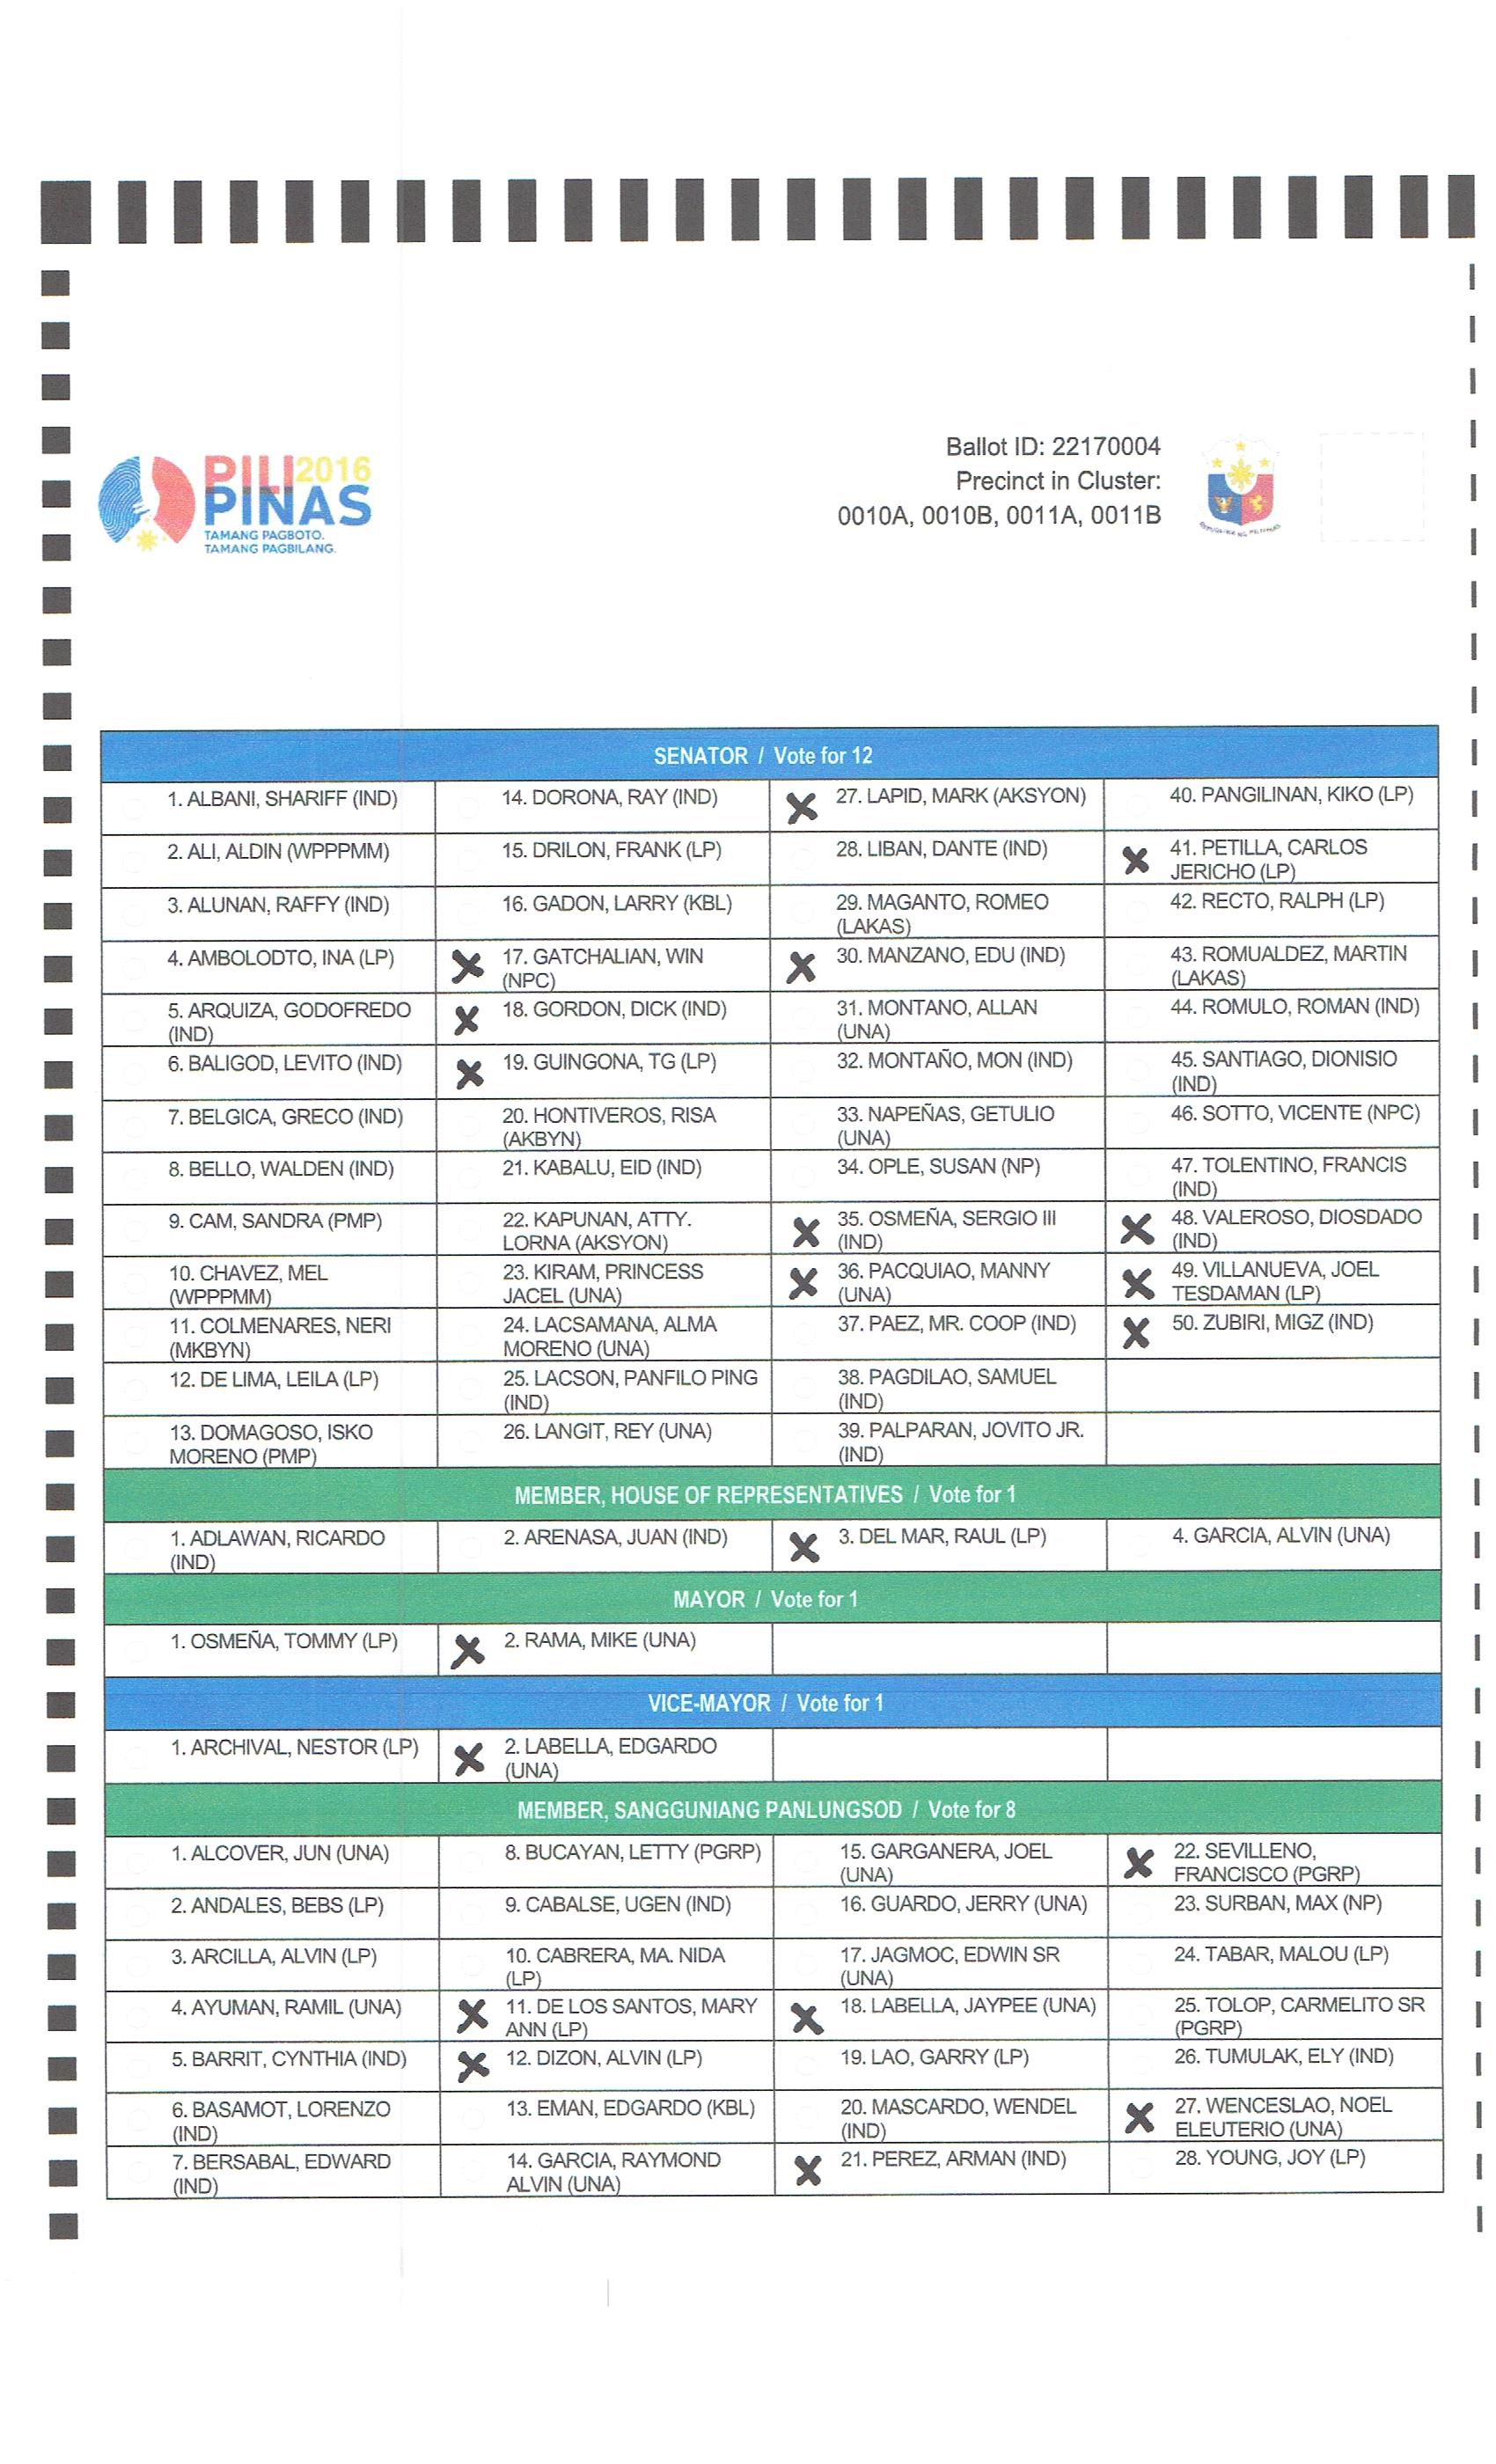 PILI 2016
PINAS
TAMANG PAGBOTO.
TAMANG PAGBILANG.
Ballot ID: 22170004
Precinct in Cluster:
0010A, 0010B, 0011A, 0011B
REPUBLIKA NG PILIPINAS
SENATOR / Vote for 12
1. ALBANI, SHARIFF (IND)
2. ALI, ALDIN (WPPPMM)
3. ALUNAN, RAFFY (IND)
4. AMBOLODTO, INA (LP)
5. ARQUIZA, GODOFREDO
(IND)
6. BALIGOD, LEVITO (IND)
7. BELGICA, GRECO (IND)
8. BELLO, WALDEN (IND)
9. CAM, SANDRA (PMP)
10. CHAVEZ, MEL
(WPPPMM)
11. COLMENARES, NERI
(MKBYN)
12. DE LIMA, LEILA (LP)
13. DOMAGOSO, ISKO
MORENO (PMP)
14. DORONA, RAY (IND)
15. DRILON, FRANK (LP)
16. GADON, LARRY (KBL)
17. GATCHALIAN, WIN
(NPC)
18. GORDON, DICK (IND)
19. GUINGONA, TG (LP)
20. HONTIVEROS, RISA
(AKBYN)
21. KABALU, EID (IND)
22. KAPUNAN, ATTY.
LORNA (AKSYON)
23. KIRAM, PRINCESS
JACEL (UNA)
24. LACSAMANA, ALMA
MORENO (UNA)
25. LACSON, PANFILO PING
(IND)
26. LANGIT, REY (UNA)
27. LAPID, MARK (AKSYON)
28. LIBAN, DANTE (IND)
29. MAGANTO, ROMEO
(LAKAS)
30. MANZANO, EDU (IND)
31. MONTANO, ALLAN
(UNA)
32. MONTAÑO, MON (IND)
33. NAPEÑAS, GETULIO
(UNA)
34. OPLE, SUSAN (NP)
35. OSMEÑA, SERGIO III
(IND)
36. PACQUIAO, MANNY
(UNA)
37. PAEZ, MR. COOP (IND)
38. PAGDILAO, SAMUEL
(IND)
39. PALPARAN, JOVITO JR.
(IND)
40. PANGILINAN, KIKO (LP)
41. PETILLA, CARLOS
JERICHO (LP)
42. RECTO, RALPH (LP)
43. ROMUALDEZ, MARTIN
(LAKAS)
44. ROMULO, ROMAN (IND)
45. SANTIAGO, DIONISIO
(IND)
46. SOTTO, VICENTE (NPC)
47. TOLENTINO, FRANCIS
(IND)
48. VALEROSO, DIOSDADO
(IND)
49. VILLANUEVA, JOEL
TESDAMAN (LP)
50. ZUBIRI, MIGZ (IND)
MEMBER, HOUSE OF REPRESENTATIVES / Vote for 1
1. ADLAWAN, RICARDO
(IND)
2. ARENASA, JUAN (IND)
3. DEL MAR, RAUL (LP)
4. GARCIA, ALVIN (UNA)
MAYOR / Vote for 1
1. OSMEÑA, TOMMY (LP)
2. RAMA, MIKE (UNA)
VICE-MAYOR / Vote for 1
1. ARCHIVAL, NESTOR (LP)
2. LABELLA, EDGARDO
(UNA)
MEMBER, SANGGUNIANG PANLUNGSOD / Vote for 8
1. ALCOVER, JUN (UNA)
2. ANDALES, BEBS (LP)
3. ARCILLA, ALVIN (LP)
4. AYUMAN, RAMIL (UNA)
5. BARRIT, CYNTHIA (IND)
6. BASAMOT, LORENZO
(IND)
7. BERSABAL, EDWARD
(IND)
8. BUCAYAN, LETTY (PGRP)
9. CABALSE, UGEN (IND)
10. CABRERA, MA. NIDA
(LP)
11. DE LOS SANTOS, MARY
ANN (LP)
12. DIZON, ALVIN (LP)
13. EMAN, EDGARDO (KBL)
14. GARCIA, RAYMOND
ALVIN (UNA)
15. GARGANERA, JOEL
(UNA)
16. GUARDO, JERRY (UNA)
17. JAGMOC, EDWIN SR
(UNA)
18. LABELLA, JAYPEE (UNA)
19. LAO, GARRY (LP)
20. MASCARDO, WENDEL
(IND)
21. PEREZ, ARMAN (IND)
22. SEVILLENO,
FRANCISCO (PGRP)
23. SURBAN, MAX (NP)
24. TABAR, MALOU (LP)
25. TOLOP, CARMELITO SR
(PGRP)
26. TUMULAK, ELY (IND)
27. WENCESLAO, NOEL
ELEUTERIO (UNA)
28. YOUNG, JOY (LP)